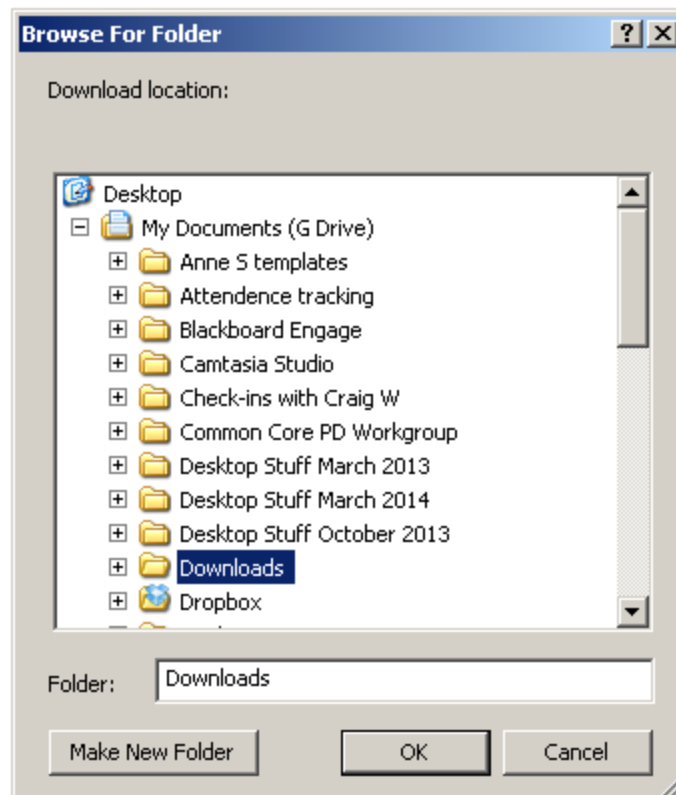 Browse For Folder
Download location:
Desktop
My Documents (G Drive)
Anne S templates
Attendence tracking
Blackboard Engage
Camtasia Studio
Check-ins with Craig W
Common Core PD Workgroup
Desktop Stuff March 2013
Desktop Stuff March 2014
Desktop Stuff October 2013
Downloads
Dropbox
Folder: Downloads
Make New Folder OK Cancel